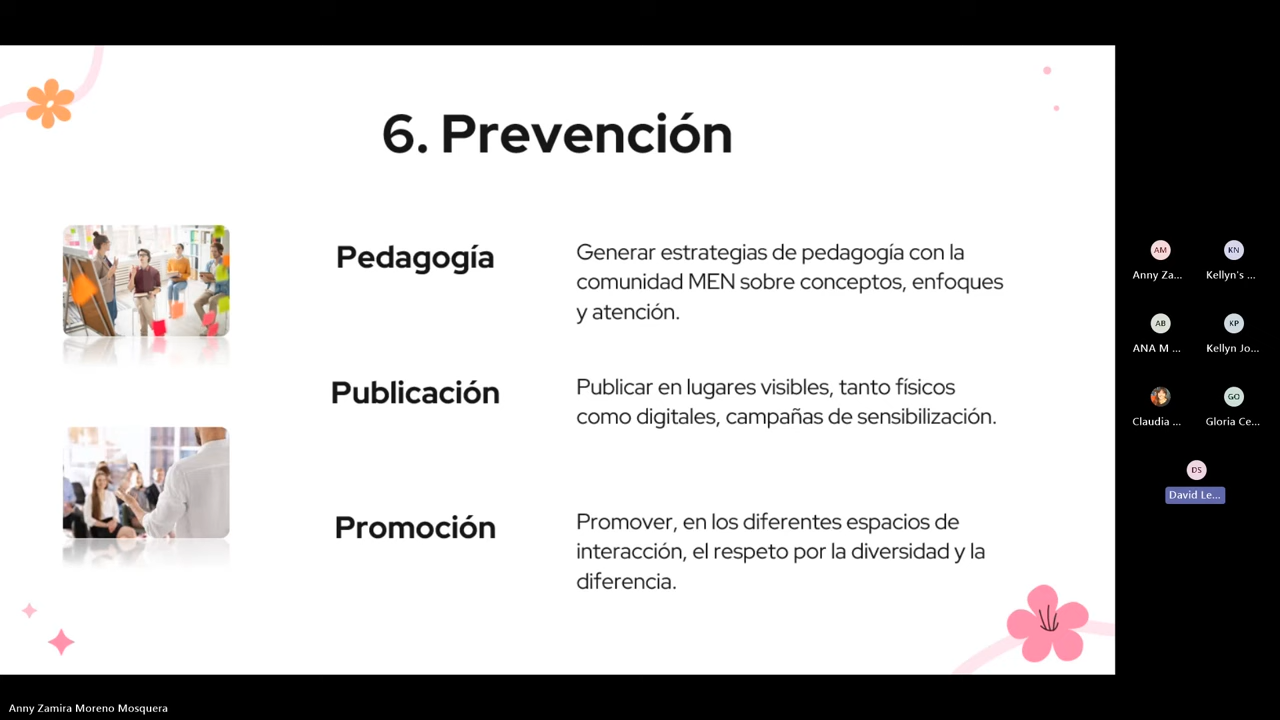 6. Prevención
Pedagogía
Generar estrategias de pedagogía con la
comunidad MEN sobre conceptos, enfoques
y atención.
Publicación
Publicar en lugares visibles, tanto físicos
como digitales, campañas de sensibilización.
Promoción
Promover, en los diferentes espacios de
interacción, el respeto por la diversidad y la
diferencia.
AM
KN
Anny Za...
Kellyn's ...
AB
KP
ANA M ...
Kellyn Jo...
GO
Claudia ...
Gloria Ce...
DS
David Le...
Anny Zamira Moreno Mosquera